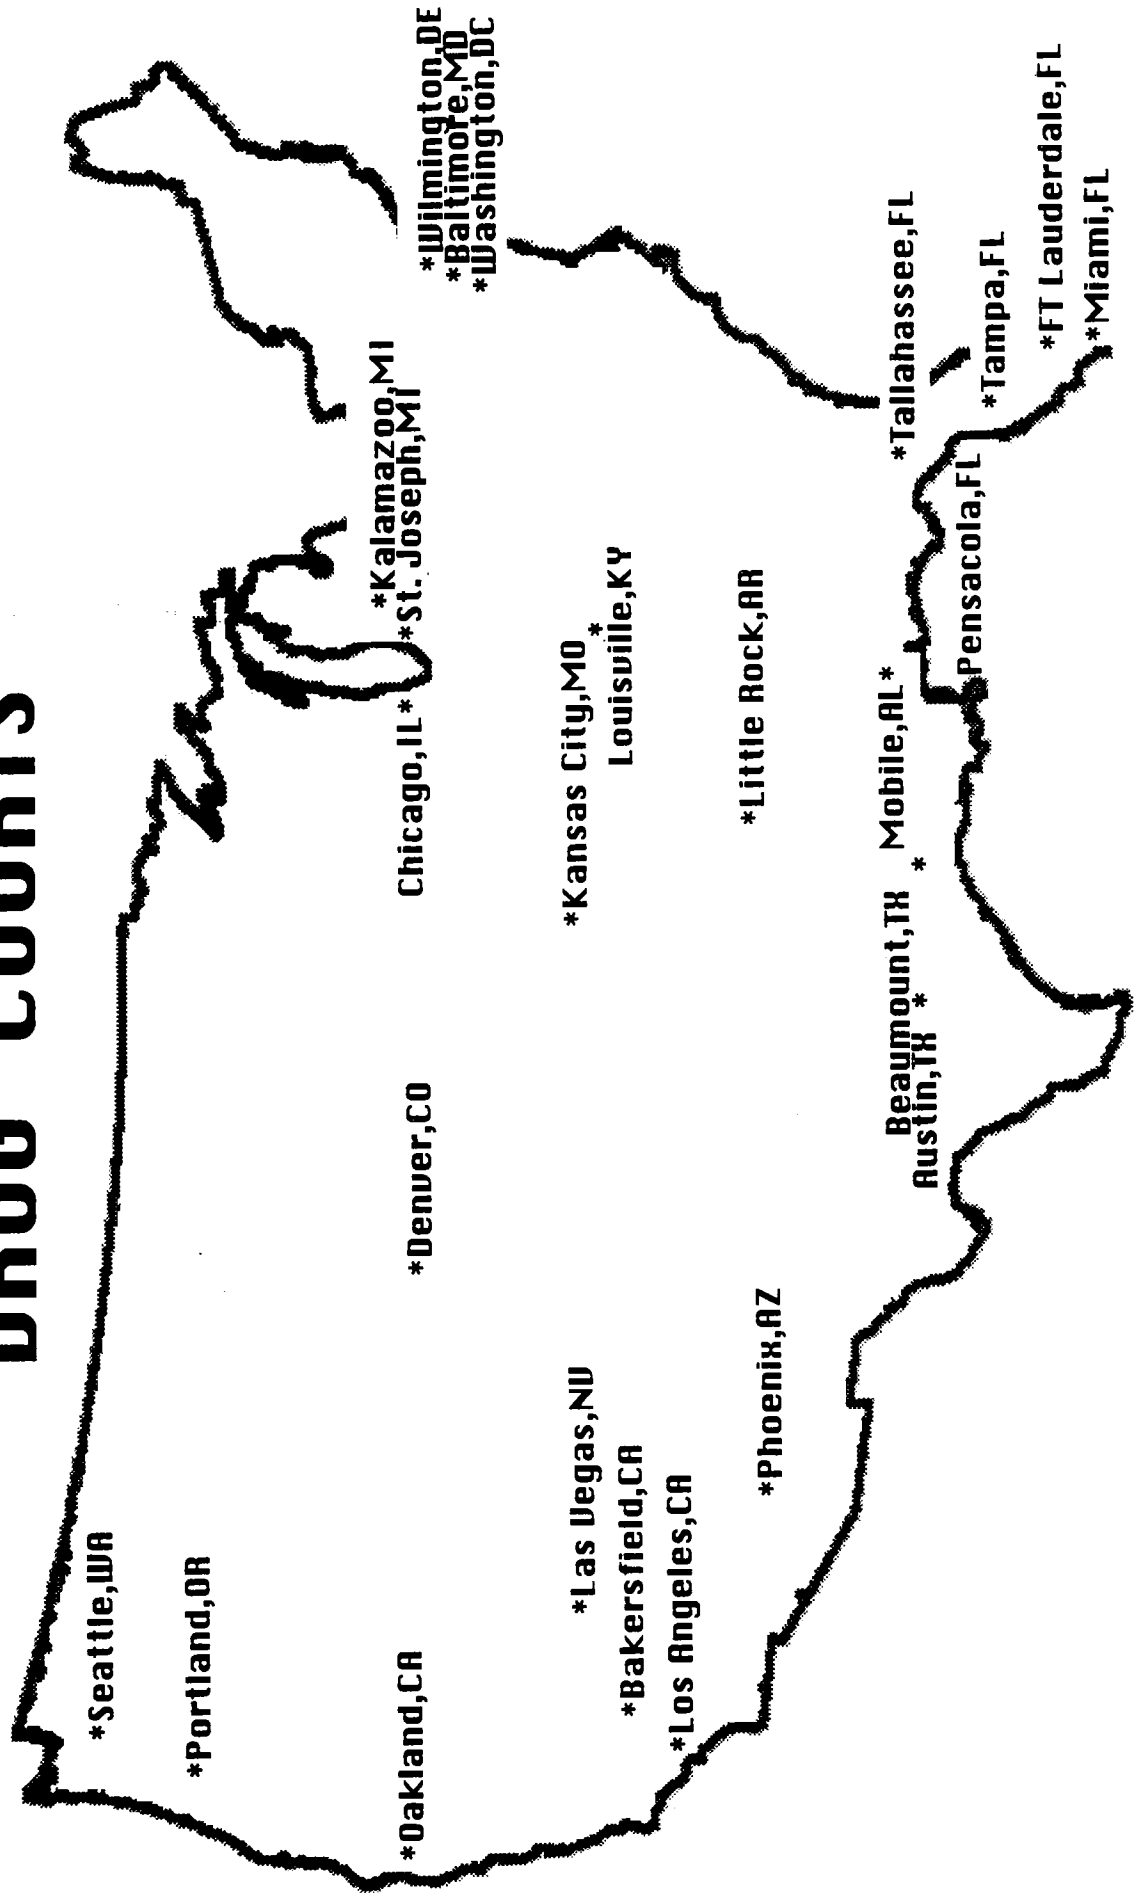 DRUG COURTS
*Seattle,WA
*Portland,OR
*Oakland,CA
*Denver,CO
Chicago,IL*
*Kalamazoo,MI
*St. Joseph,MI
*Wilmington,DE
*Baltimore,MD
*Washington,DC
*Las Vegas,NV
*Bakersfield,CA
*Los Angeles,CA
*Phoenix,AZ
*Kansas City,MO
*
Louisville,KY
*Little Rock,AR
Beaumount,TX *
Austin,TX *
Mobile,AL*
*Tallahassee,FL
*Pensacola,FL
*Tampa,FL
*FT Lauderdale,FL
*Miami,FL